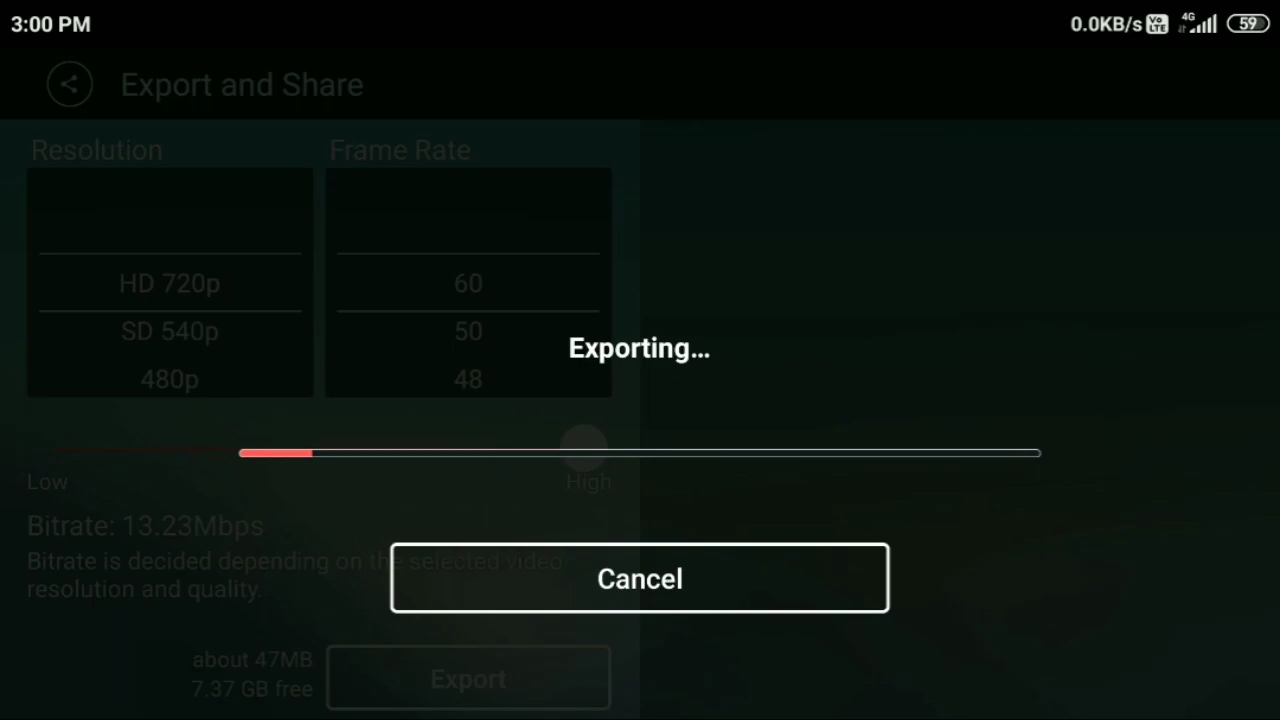 3:00 PM
0.0KB/s Vo LTE 4G 59
Export and Share
Resolution
Frame Rate
HD 720p
SD 540p
480p
60
50
48
Exporting...
Low
High
Bitrate: 13.23Mbps
Bitrate is decided depending on the selected video
resolution and quality.
Cancel
about 47MB
7.37 GB free
Export